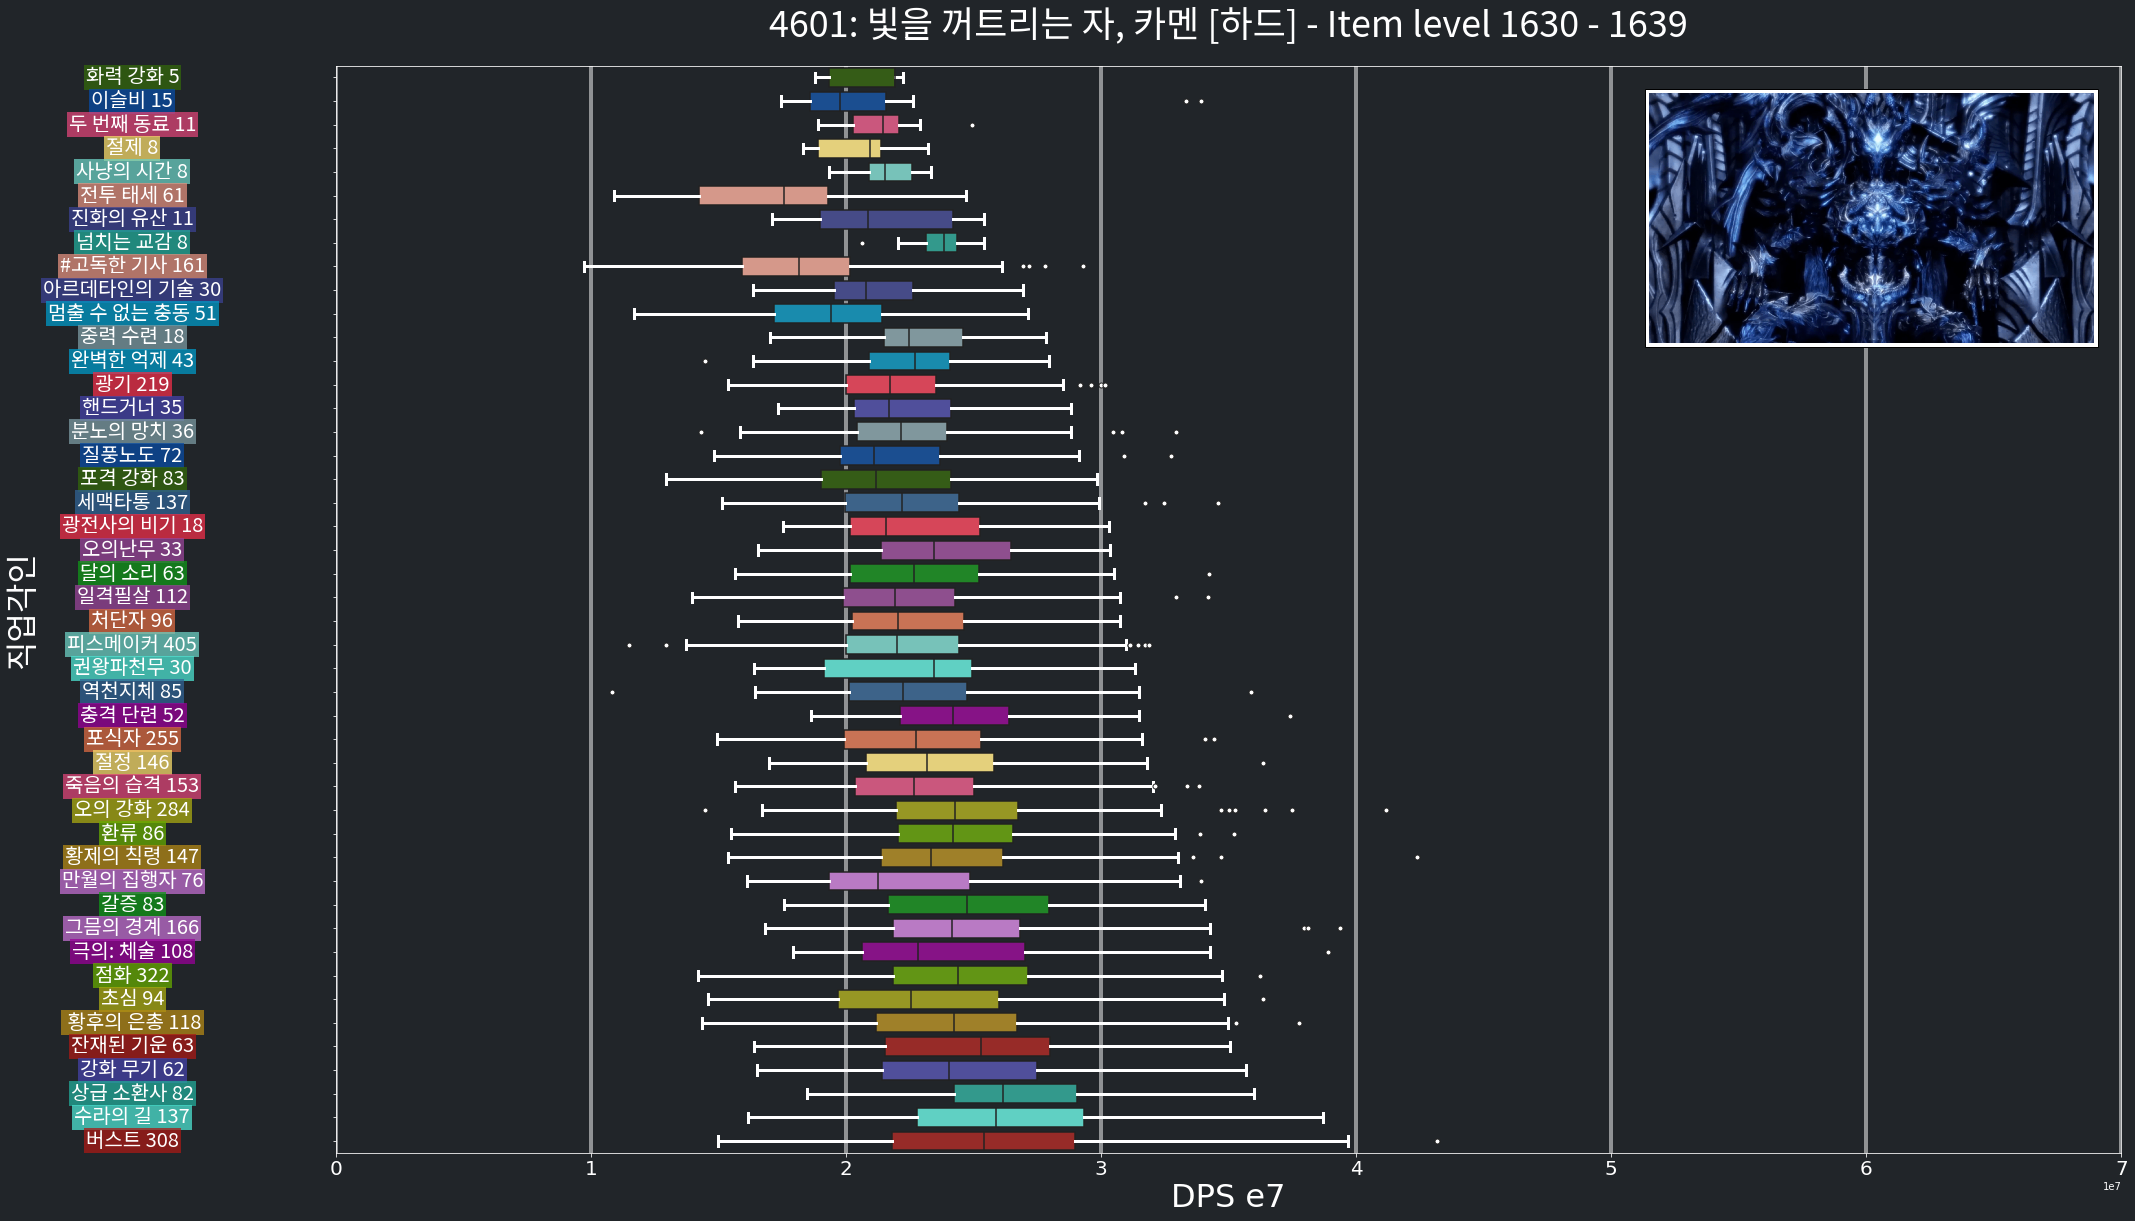 4601: 빛을 꺼트리는 자, 카멘 [하드] - Item level 1630 - 1639
직업각인
화력 강화 5
이슬비 15
두 번째 동료 11
절제 8
사냥의 시간 8
전투 태세 61
진화의 유산 11
넘치는 교감 8
#고독한 기사 161
아르데타인의 기술 30
멈출 수 없는 충동 51
중력 수련 18
완벽한 억제 43
광기 219
핸드거너 35
분노의 망치 36
질풍노도 72
포격 강화 83
세맥타통 137
광전사의 비기 18
오의난무 33
달의 소리 63
일격필살 112
처단자 96
피스메이커 405
권왕파천무 30
역천지체 85
충격 단련 52
포식자 255
절정 146
죽음의 습격 153
오의 강화 284
환류 86
황제의 칙령 147
만월의 집행자 76
갈증 83
그믐의 경계 166
극의: 체술 108
점화 322
초심 94
황후의 은총 118
잔재된 기운 63
강화 무기 62
상급 소환사 82
수라의 길 137
버스트 308
0 1 2 3 4 5 6 7
1e7
DPS e7